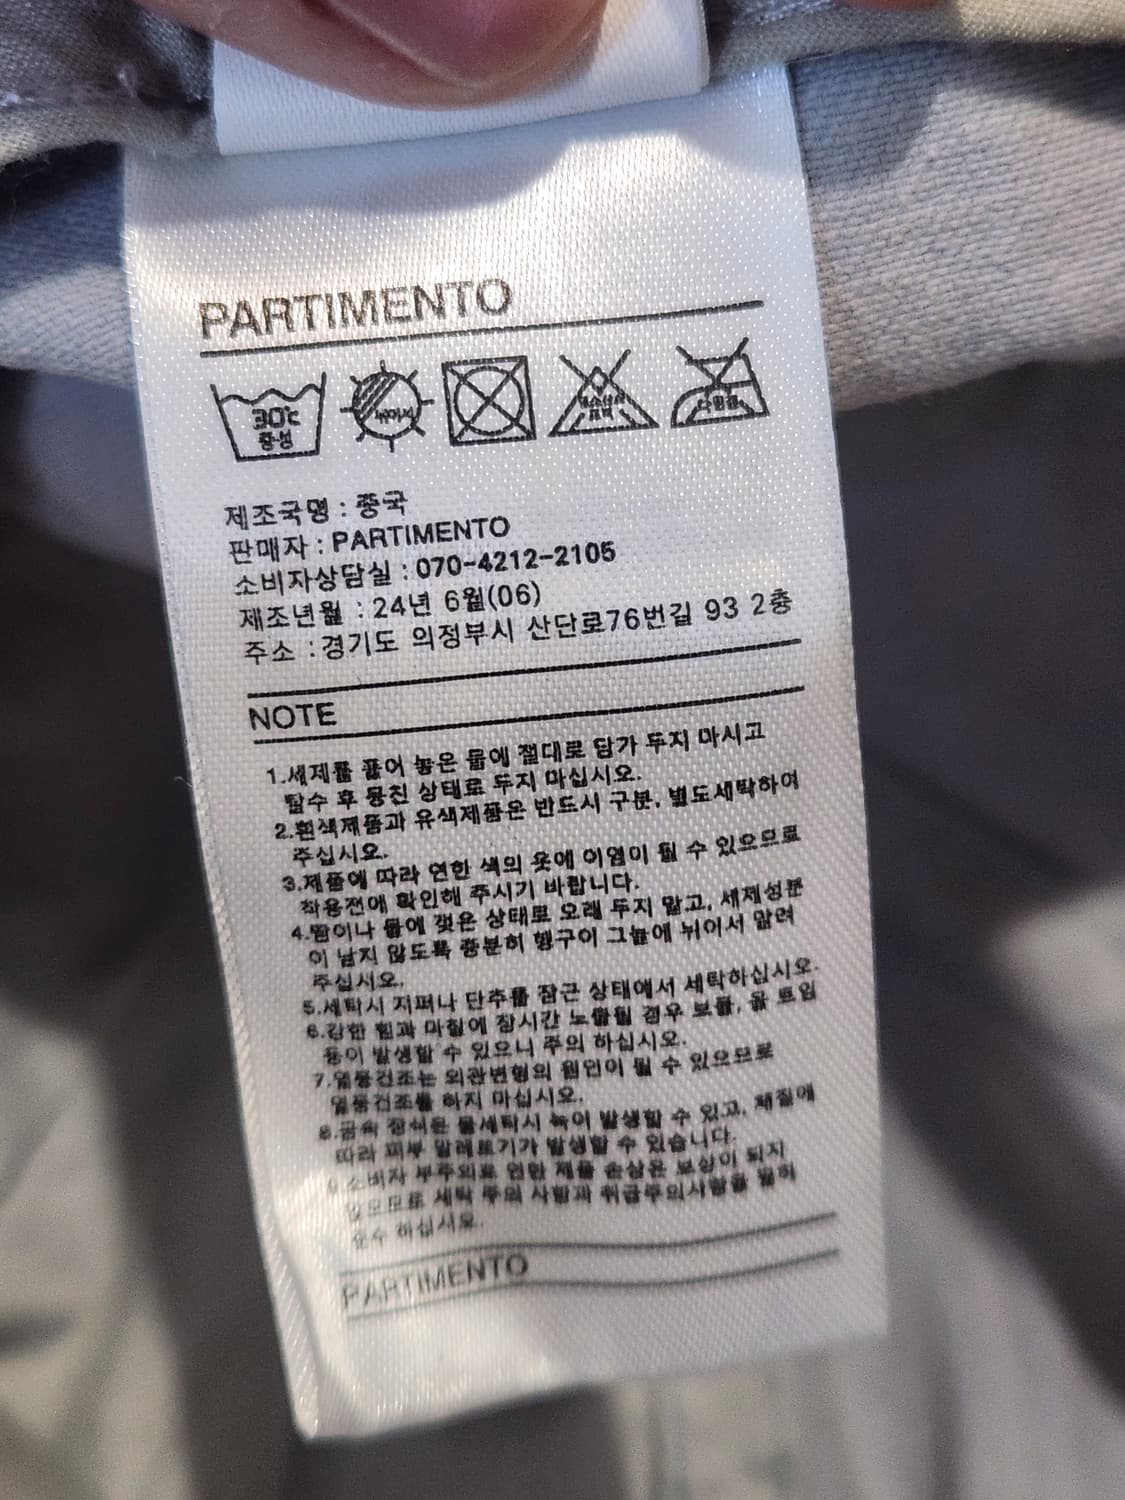 PARTIMENTO
30℃
중성
뉘어서
염소산소
표백
다림질
제조국명 : 중국
판매자 : PARTIMENTO
소비자상담실 : 070-4212-2105
제조년월 : 24년 6월(06)
주소 : 경기도 의정부시 산단로76번길 93 2층
NOTE
1.세제를 풀어 놓은 물에 절대로 담가 두지 마시고
탈수 후 뭉친 상태로 두지 마십시오.
2.흰색제품과 유색제품은 반드시 구분, 별도세탁하여
주십시오.
3.제품에 따라 연한 색의 옷에 이염이 될 수 있으므로
착용전에 확인해 주시기 바랍니다.
4.땀이나 물에 젖은 상태로 오래 두지 말고, 세제성분
이 남지 않도록 충분히 헹구어 그늘에 뉘어서 말려
주십시오.
5.세탁시 지퍼나 단추를 잠근 상태에서 세탁하십시오.
6.강한 힘과 마찰에 장시간 노출될 경우 보풀, 올 트임
등이 발생할 수 있으니 주의 하십시오.
7.열풍건조는 외관변형의 원인이 될 수 있으므로
열풍건조를 하지 마십시오.
8.금속 장식은 물세탁시 녹이 발생할 수 있고, 체질에
따라 피부 알레르기가 발생할 수 있습니다.
9.소비자 부주의로 인한 제품 손상은 보상이 되지
않으므로 세탁 주의 사항과 취급주의사항을 필히
준수 하십시오.
PARTIMENTO